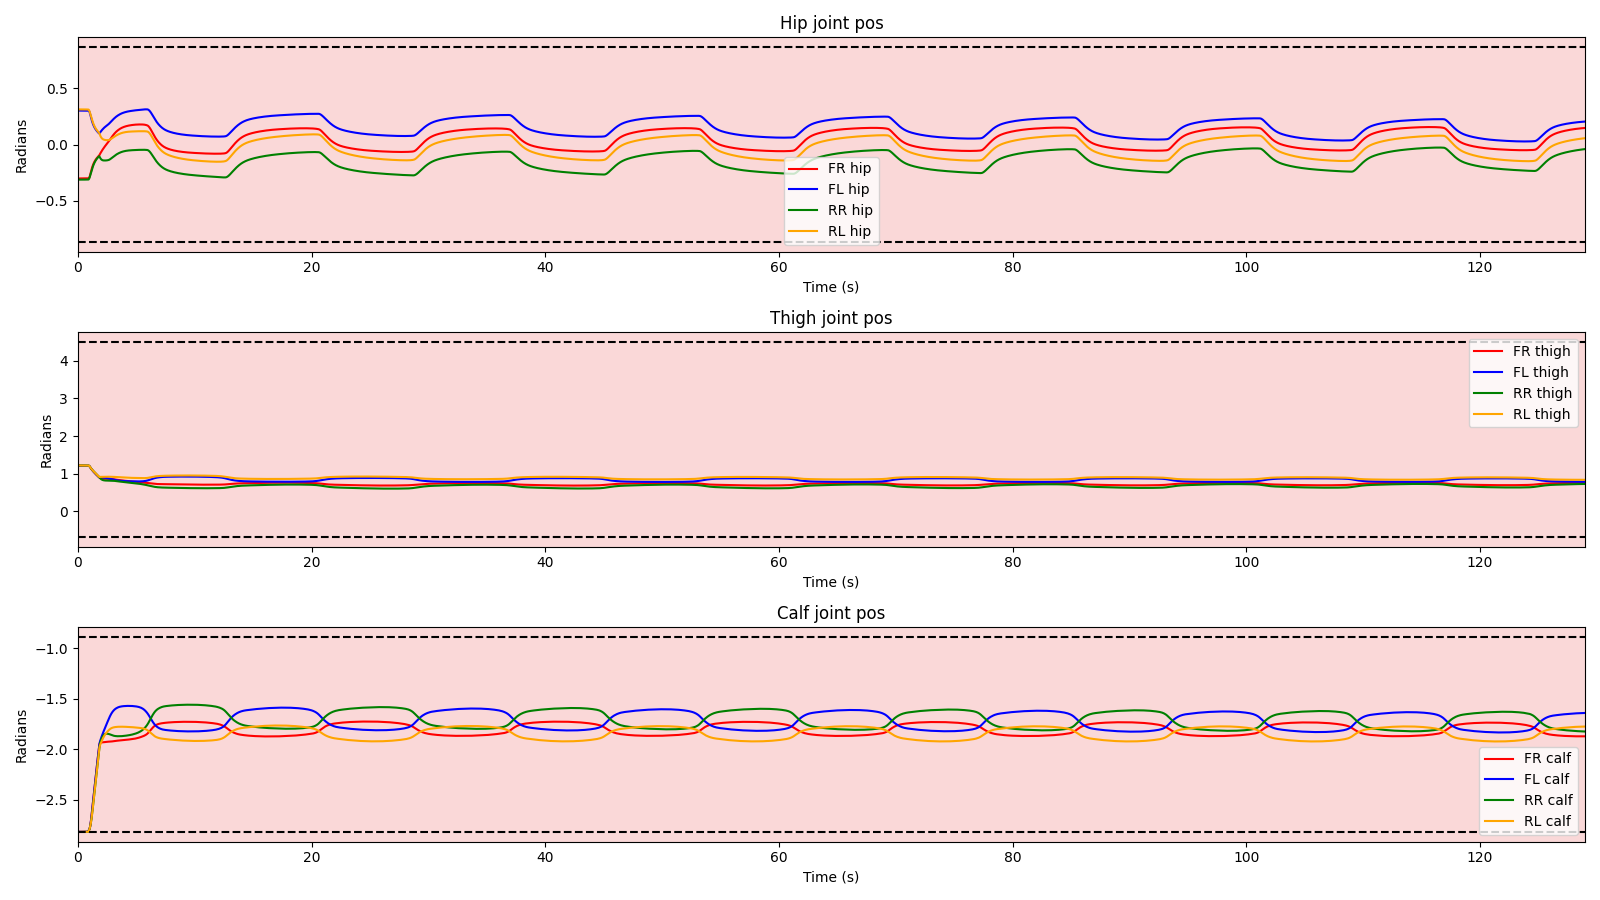 Hip joint pos
0.5
0.0
−0.5
Radians
FR hip
FL hip
RR hip
RL hip
0 20 40 60 80 100 120
Time (s)
Thigh joint pos
4
3
2
1
0
Radians
FR thigh
FL thigh
RR thigh
RL thigh
0 20 40 60 80 100 120
Time (s)
Calf joint pos
−1.0
−1.5
−2.0
−2.5
Radians
FR calf
FL calf
RR calf
RL calf
0 20 40 60 80 100 120
Time (s)